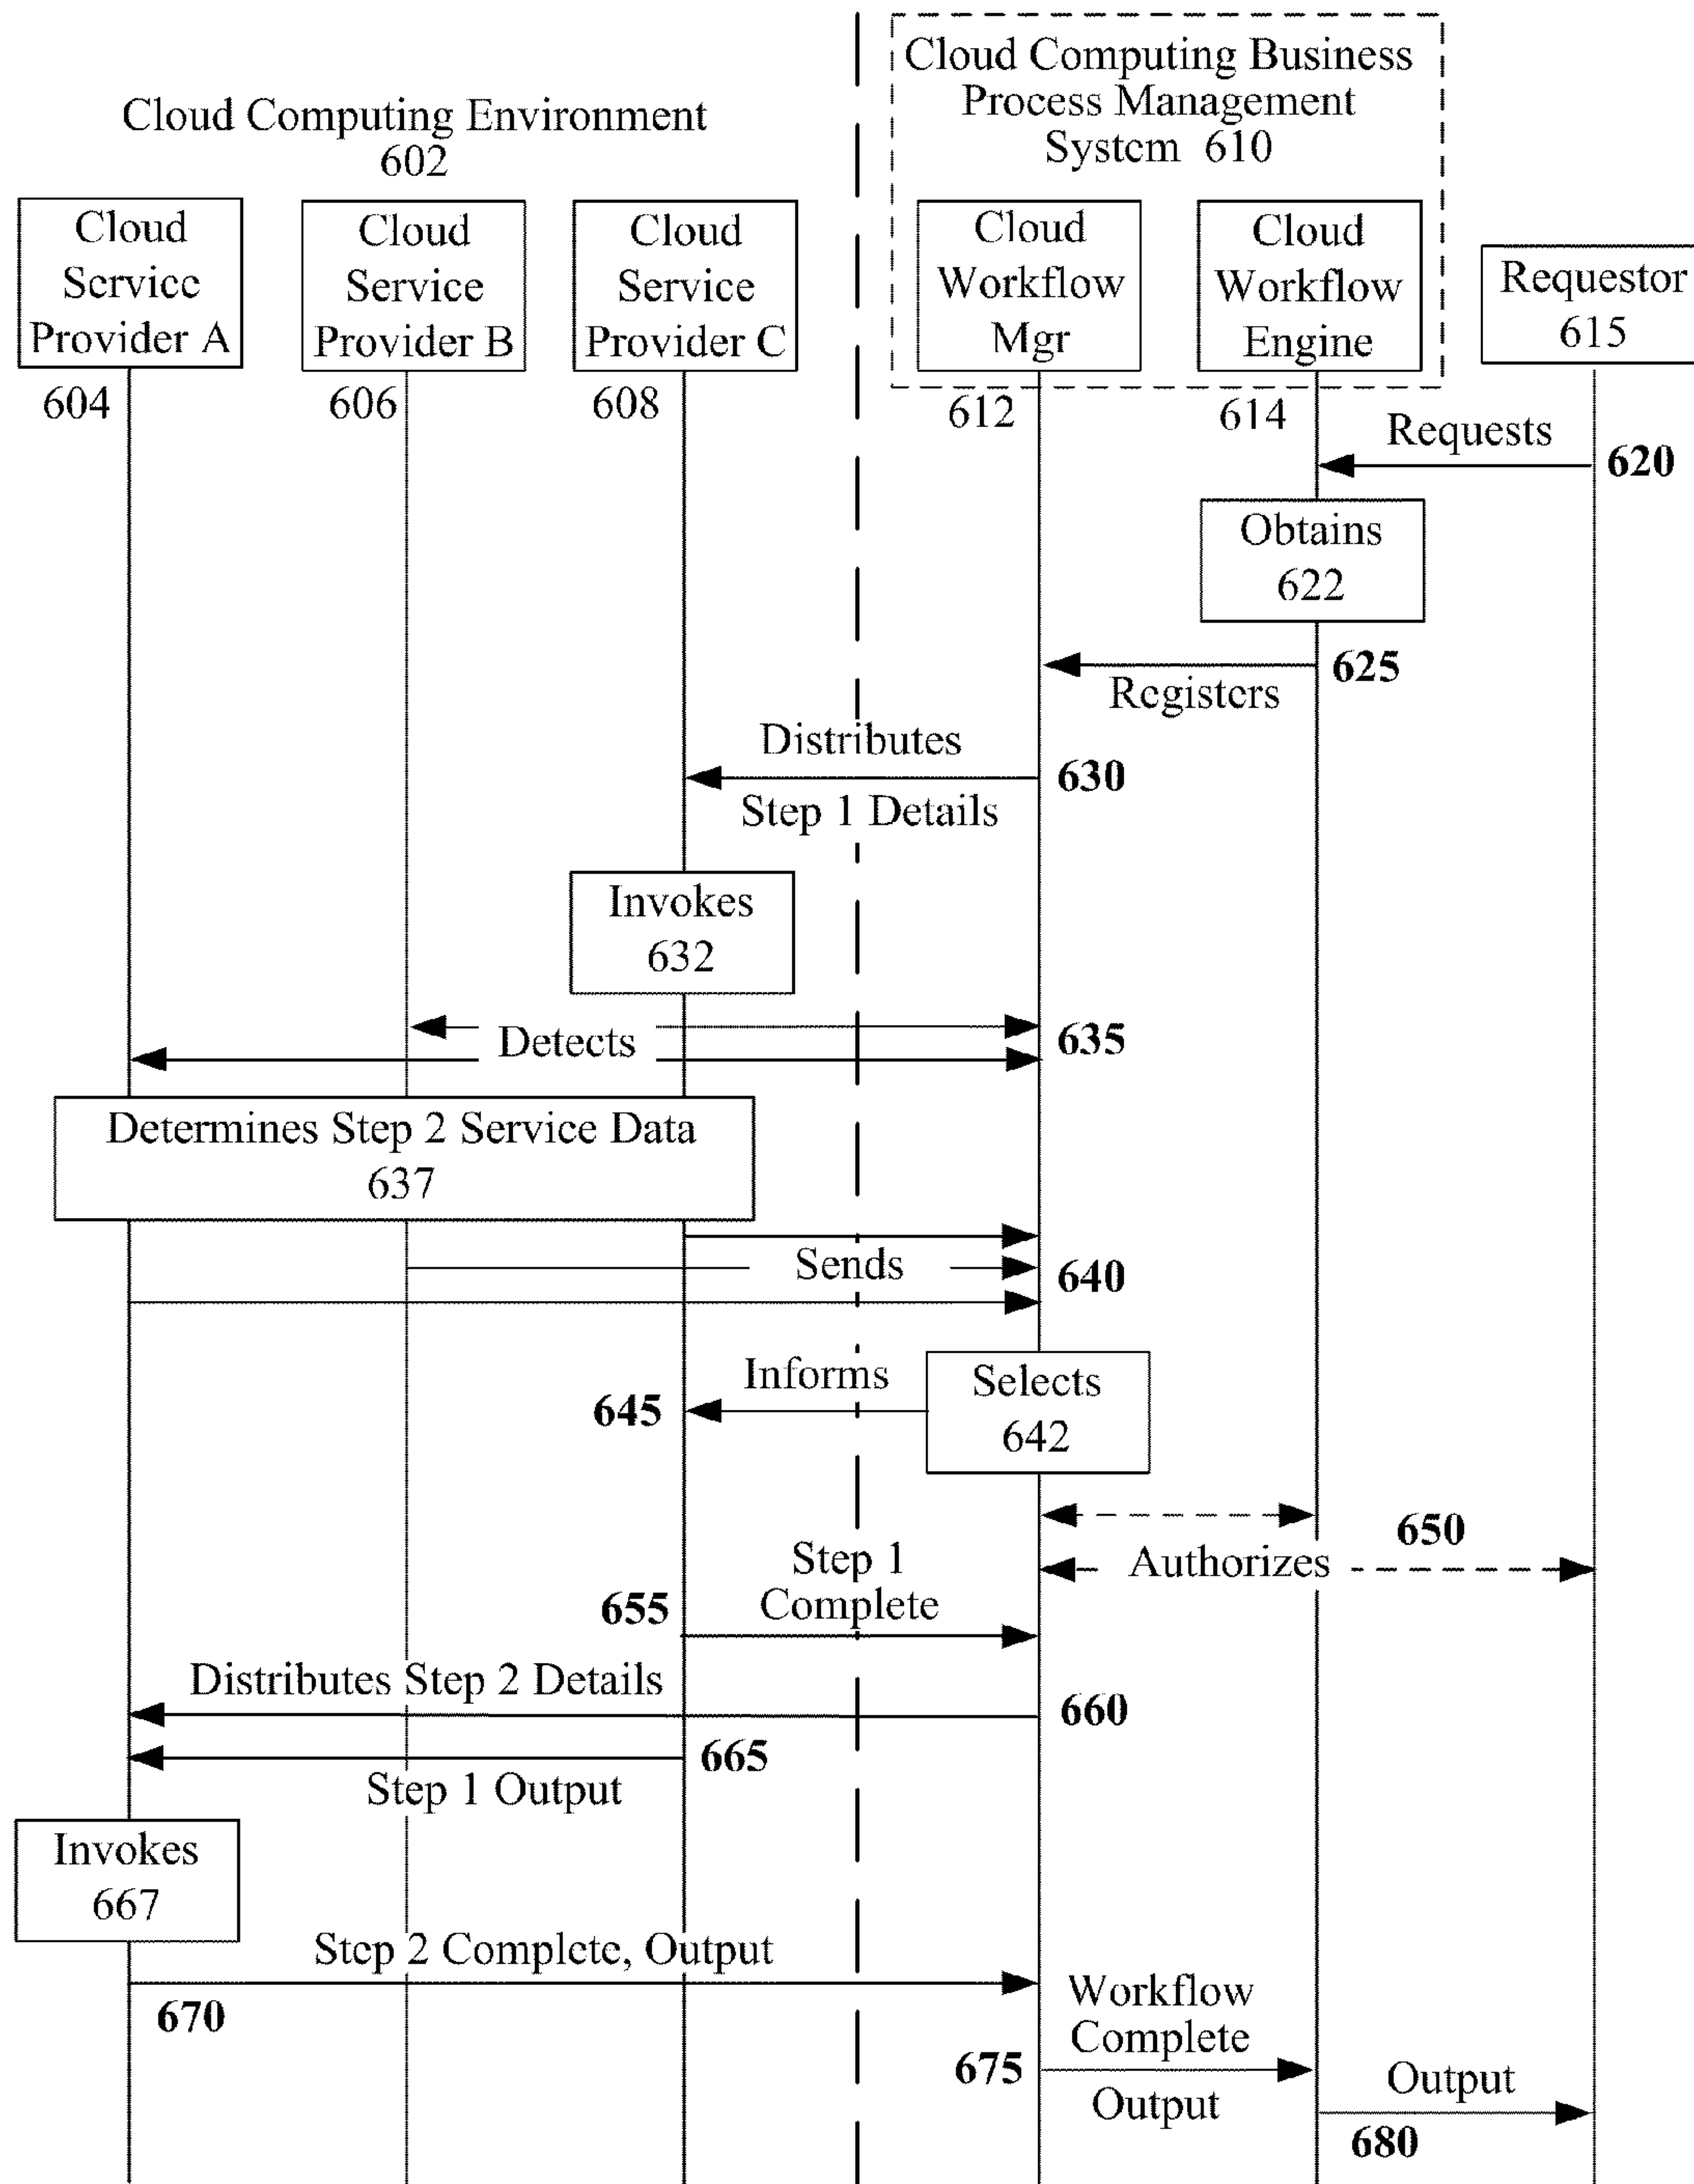 Cloud Computing Business
Process Management
System 610
Cloud Computing Environment
602
Cloud
Service
Provider A
Cloud
Service
Provider B
Cloud
Service
Provider C
Cloud
Workflow
Mgr
Cloud
Workflow
Engine
Requestor
615
604
606
608
612
614
Requests
620
Obtains
622
625
Registers
Distributes
630
Step 1 Details
Invokes
632
Detects
635
Determines Step 2 Service Data
637
Sends
640
Informs
645
Selects
642
650
Authorizes
Step 1
Complete
655
Distributes Step 2 Details
660
665
Step 1 Output
Invokes
667
Step 2 Complete, Output
670
Workflow
Complete
675
Output
Output
680